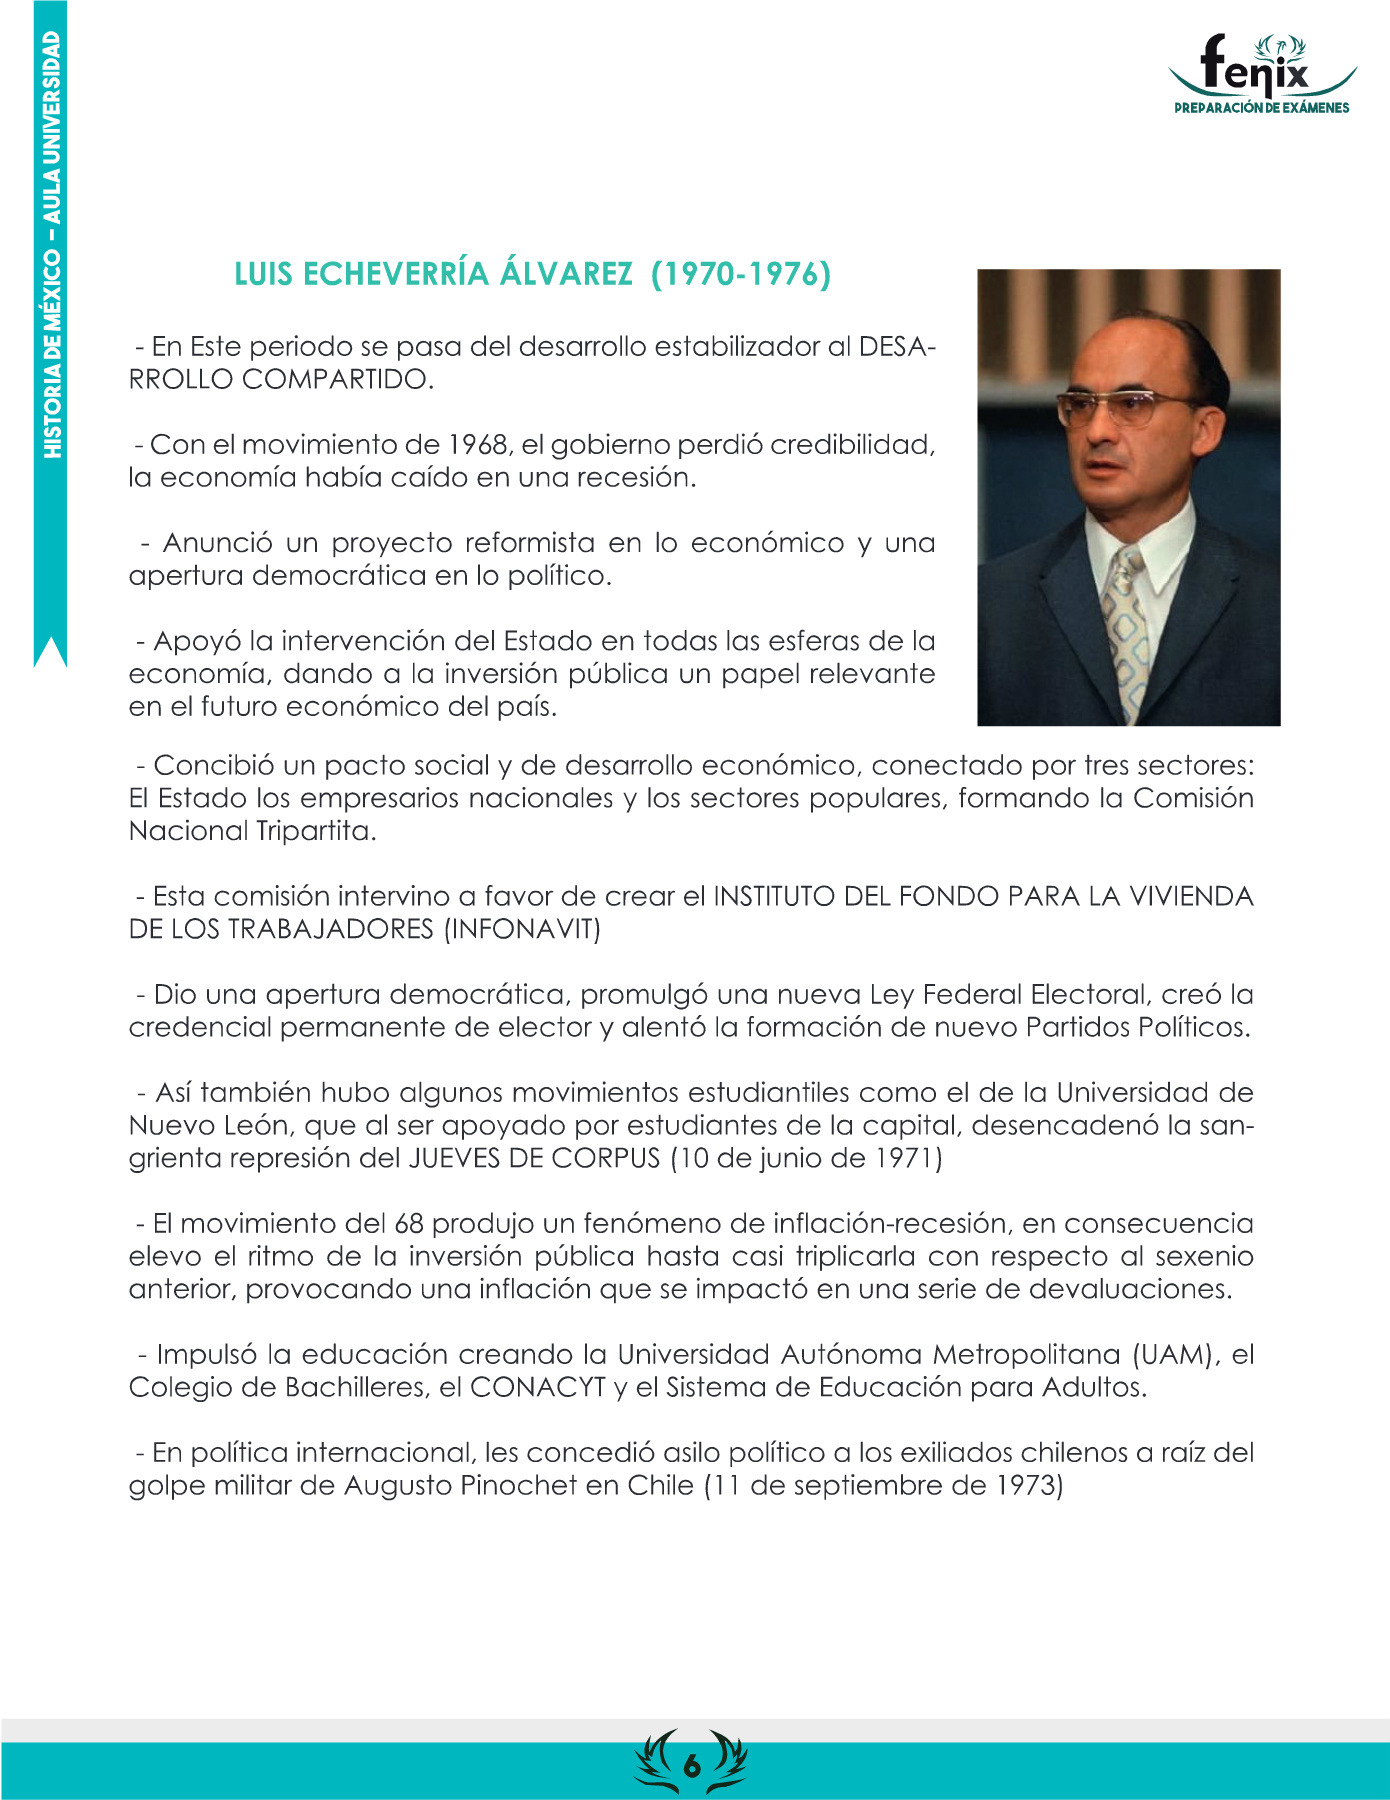 HISTORIA DE MÉXICO – AULA UNIVERSIDAD
fenix
PREPARACIÓN DE EXÁMENES
LUIS ECHEVERRÍA ÁLVAREZ (1970-1976)
- En Este periodo se pasa del desarrollo estabilizador al DESA-
RROLLO COMPARTIDO.
- Con el movimiento de 1968, el gobierno perdió credibilidad,
la economía había caído en una recesión.
- Anunció un proyecto reformista en lo económico y una
apertura democrática en lo político.
- Apoyó la intervención del Estado en todas las esferas de la
economía, dando a la inversión pública un papel relevante
en el futuro económico del país.
- Concibió un pacto social y de desarrollo económico, conectado por tres sectores:
El Estado los empresarios nacionales y los sectores populares, formando la Comisión
Nacional Tripartita.
- Esta comisión intervino a favor de crear el INSTITUTO DEL FONDO PARA LA VIVIENDA
DE LOS TRABAJADORES (INFONAVIT)
- Dio una apertura democrática, promulgó una nueva Ley Federal Electoral, creó la
credencial permanente de elector y alentó la formación de nuevo Partidos Políticos.
- Así también hubo algunos movimientos estudiantiles como el de la Universidad de
Nuevo León, que al ser apoyado por estudiantes de la capital, desencadenó la san-
grienta represión del JUEVES DE CORPUS (10 de junio de 1971)
- El movimiento del 68 produjo un fenómeno de inflación-recesión, en consecuencia
elevo el ritmo de la inversión pública hasta casi triplicarla con respecto al sexenio
anterior, provocando una inflación que se impactó en una serie de devaluaciones.
- Impulsó la educación creando la Universidad Autónoma Metropolitana (UAM), el
Colegio de Bachilleres, el CONACYT y el Sistema de Educación para Adultos.
- En política internacional, les concedió asilo político a los exiliados chilenos a raíz del
golpe militar de Augusto Pinochet en Chile (11 de septiembre de 1973)
6